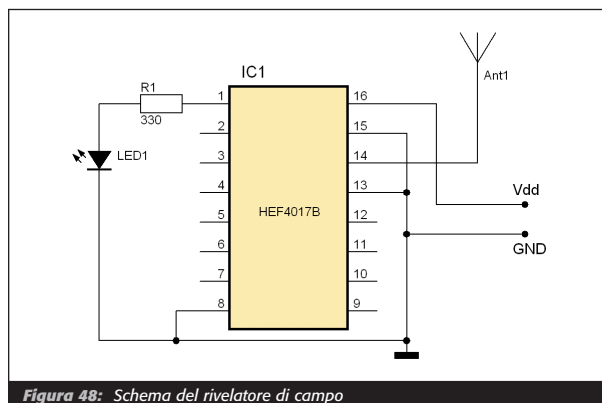 IC1
Ant1
R1
330
LED1
HEF4017B
1
2
3
4
5
6
7
8
16
15
14
13
12
11
10
9
Vdd
GND
Figura 48: Schema del rivelatore di campo